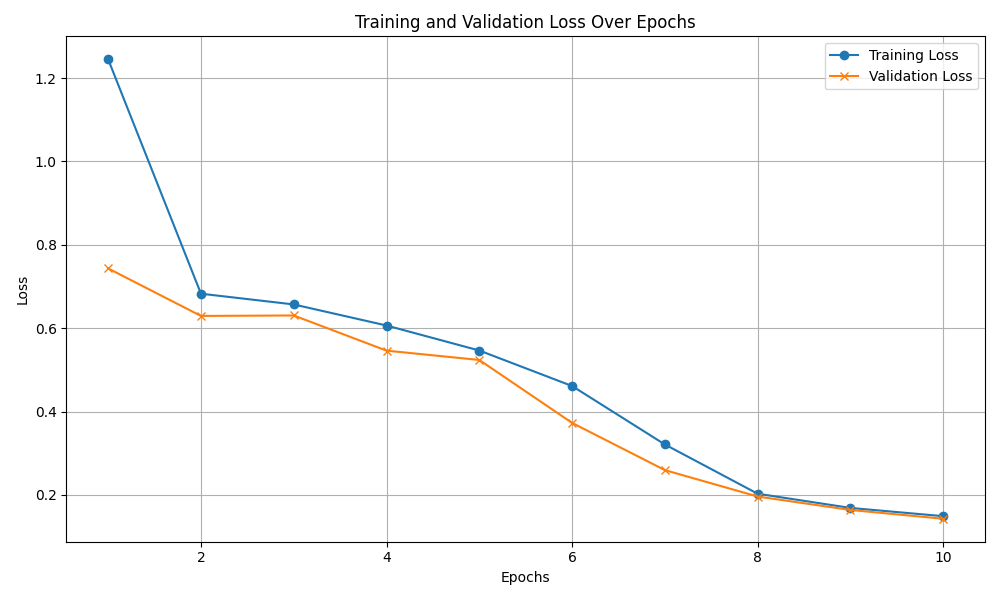 Training and Validation Loss Over Epochs
Training Loss
Validation Loss
Loss
1.2
1.0
0.8
0.6
0.4
0.2
2 4 6 8 10
Epochs